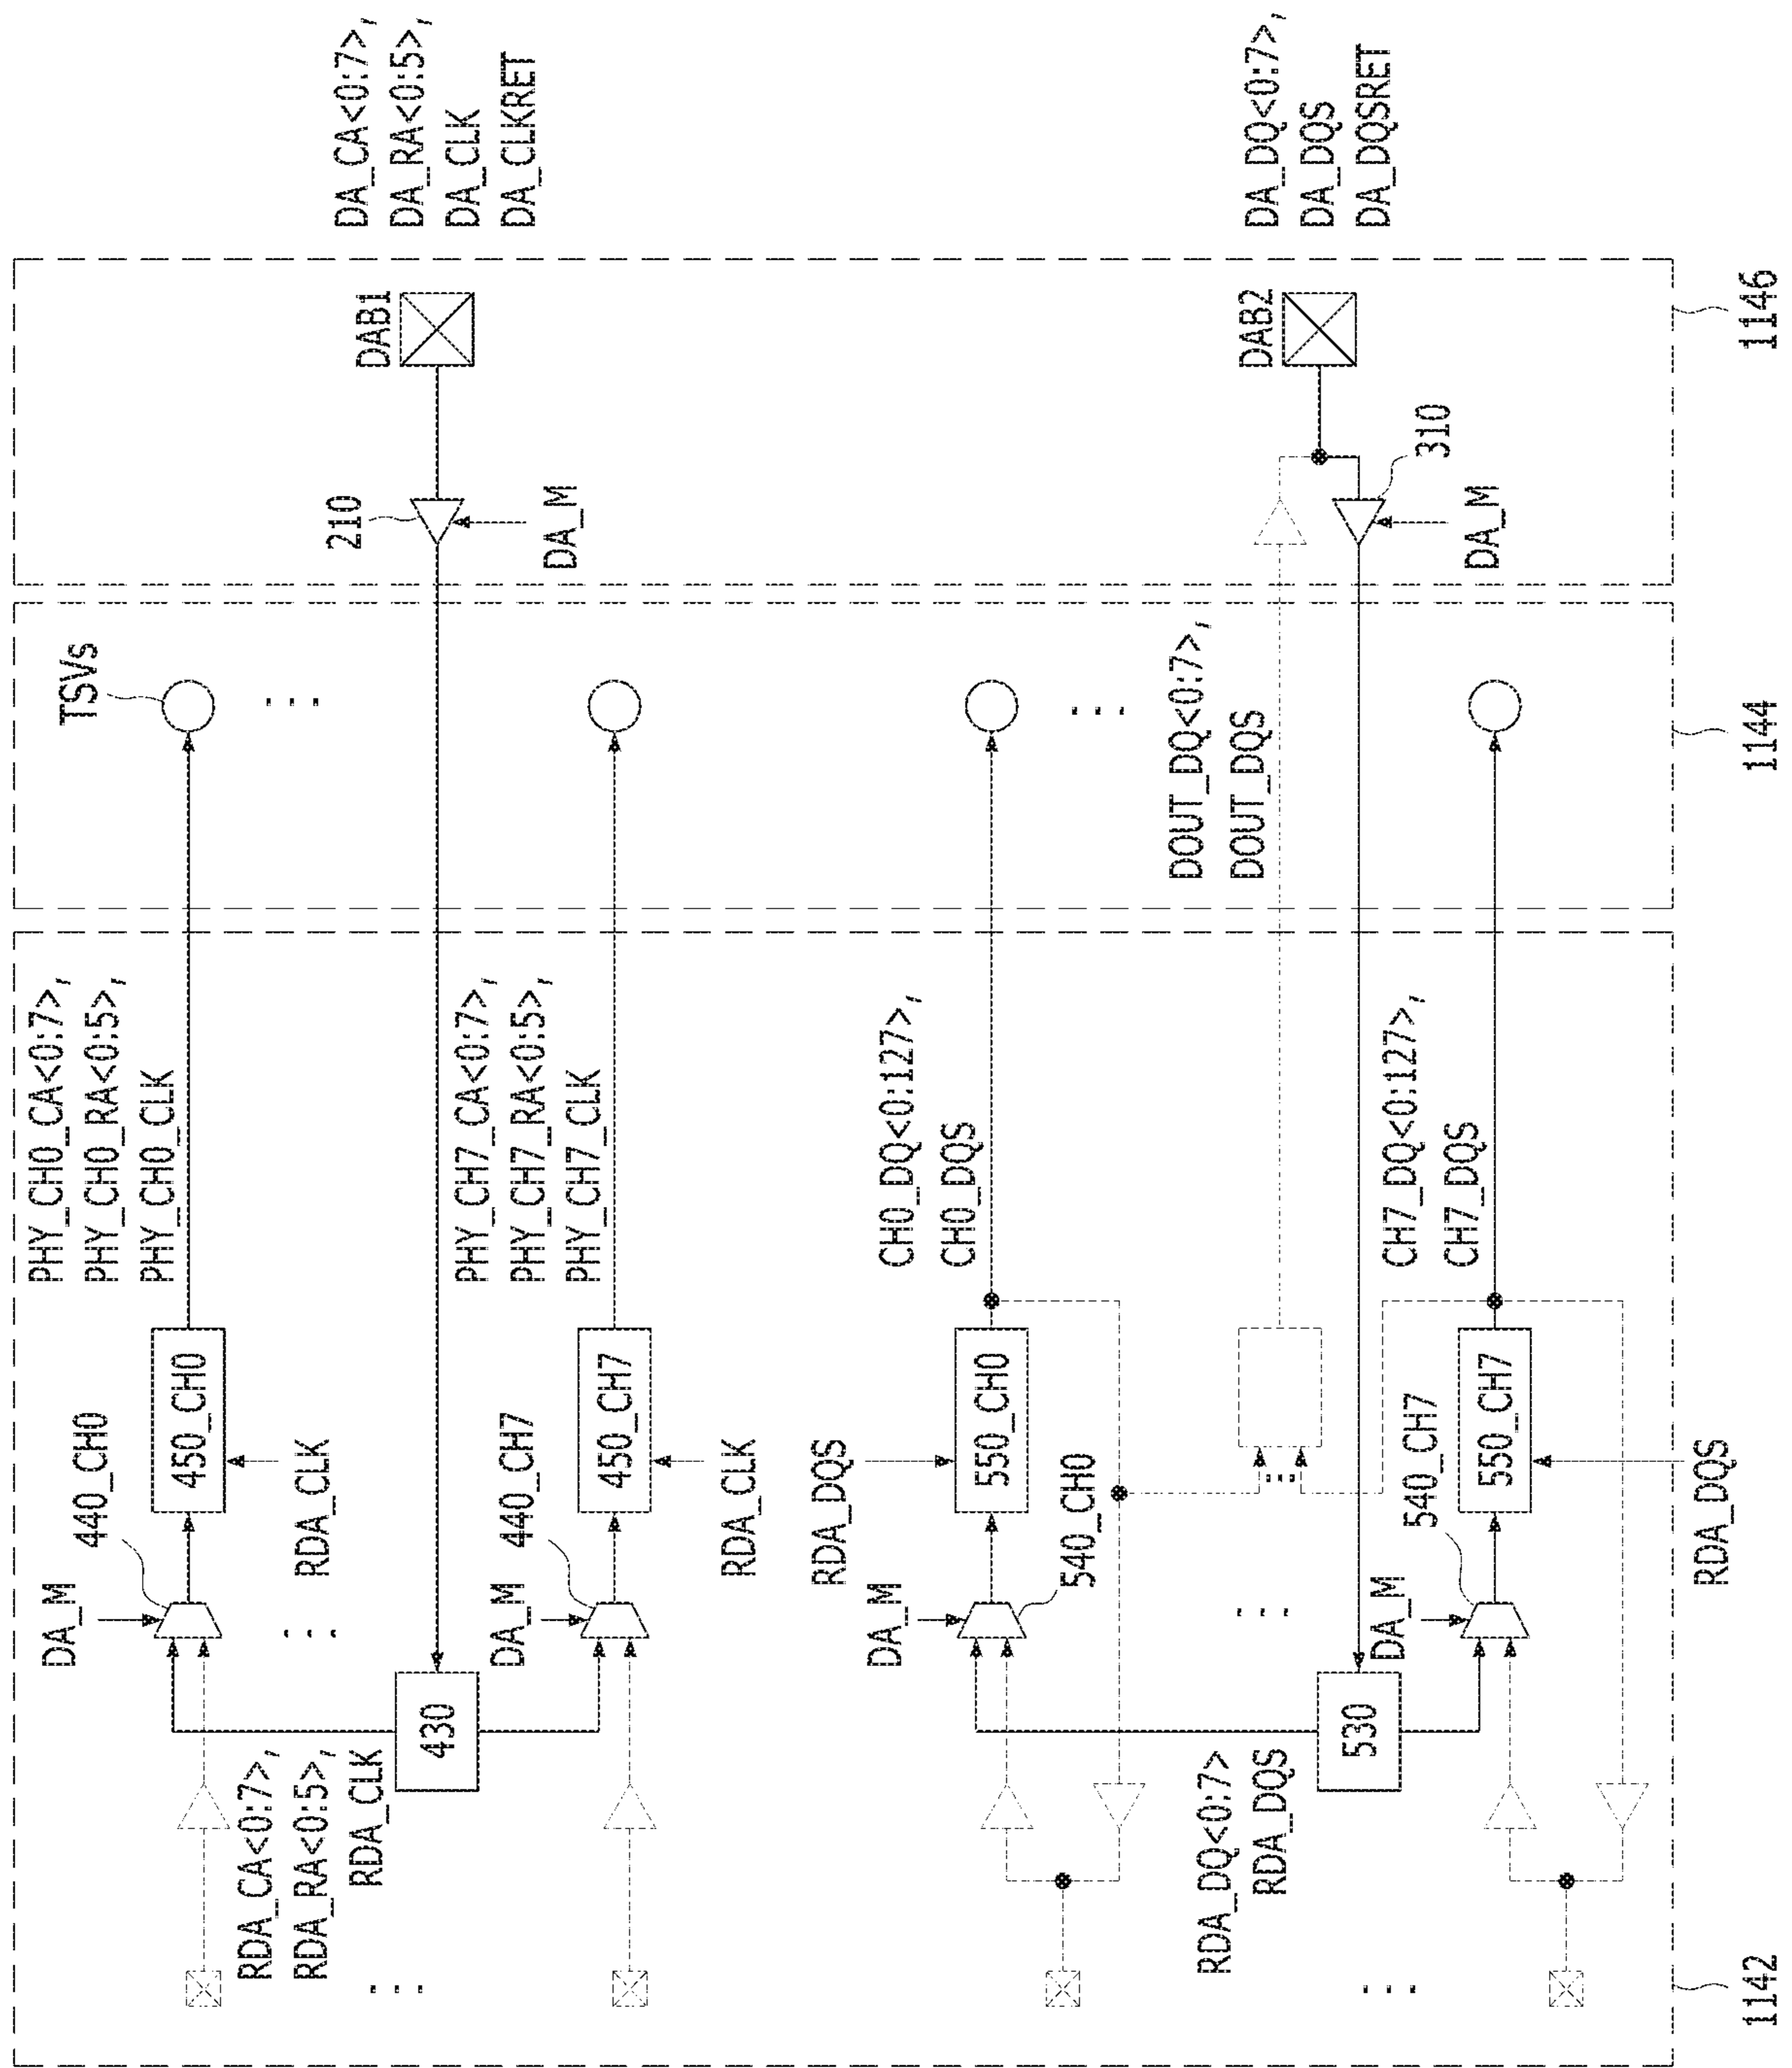 DA_CA<0:7>,
DA_RA<0:5>,
DA_CLK
DA_CLKRET
DA_DQ<0:7>,
DA_DQS
DA_DQSRET
DAB1
210
DA_M
DAB2
310
DA_M
1146
TSVs
...
...
DOUT_DQ<0:7>,
DOUT_DQS
1144
PHY_CH0_CA<0:7>,
PHY_CH0_RA<0:5>,
PHY_CH0_CLK
PHY_CH7_CA<0:7>,
PHY_CH7_RA<0:5>,
PHY_CH7_CLK
CH0_DQ<0:127>,
CH0_DQS
CH7_DQ<0:127>,
CH7_DQS
450_CH0
450_CH7
550_CH0
550_CH7
440_CH0
RDA_CLK
440_CH7
RDA_CLK
RDA_DQS
540_CH0
...
540_CH7
RDA_DQS
DA_M
...
DA_M
DA_M
...
DA_M
430
530
RDA_CA<0:7>,
RDA_RA<0:5>,
RDA_CLK
RDA_DQ<0:7>
RDA_DQS
...
...
1142